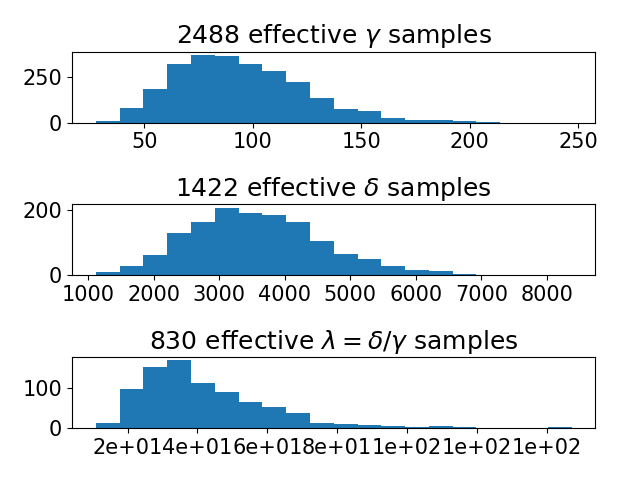 2488 effective γ samples
250
0
50 100 150 200 250
1422 effective δ samples
200
0
1000 2000 3000 4000 5000 6000 7000 8000
830 effective λ = δ/γ samples
100
0
2e+014e+016e+018e+011e+021e+021e+02